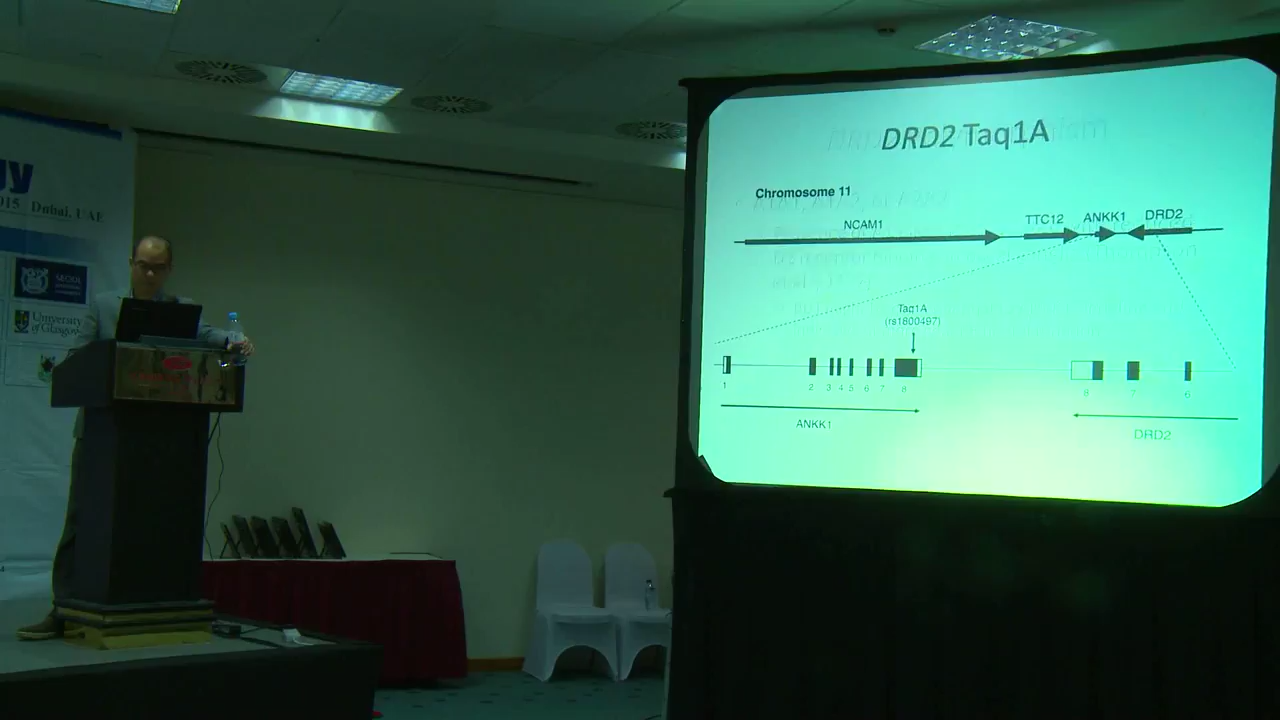 gy
015 Dubai, UAE
SEOUL
University
of Glasgow
DRD2 Taq1A
Chromosome 11
NCAM1
TTC12
ANKK1
DRD2
Taq1A
(rs1800497)
1 2 3 4 5 6 7 8 8 7 6
ANKK1
DRD2